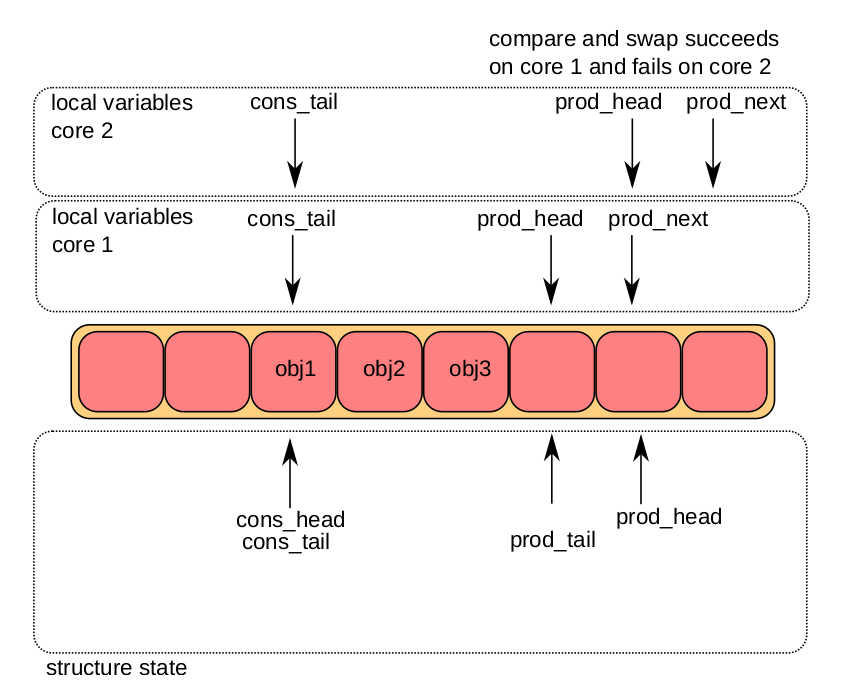 compare and swap succeeds
on core 1 and fails on core 2
local variables
core 2
cons_tail
prod_head
prod_next
local variables
core 1
cons_tail
prod_head
prod_next
obj1
obj2
obj3
cons_head
cons_tail
prod_tail
prod_head
structure state